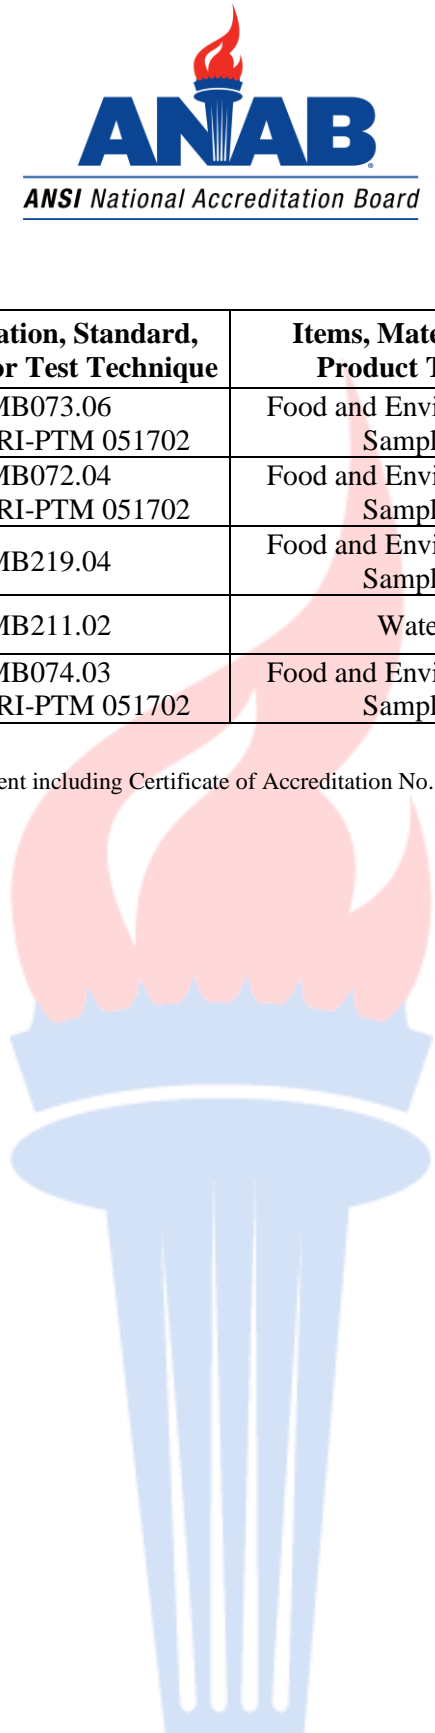 ANAB
ANSI National Accreditation Board
ation, Standard,
or Test Technique
Items, Mate
Product T
MB073.06
RI-PTM 051702
Food and Envi
Sampl
MB072.04
RI-PTM 051702
Food and Envi
Sampl
MB219.04
Food and Envi
Sampl
MB211.02
Wate
MB074.03
RI-PTM 051702
Food and Envi
Sampl
ent including Certificate of Accreditation No.